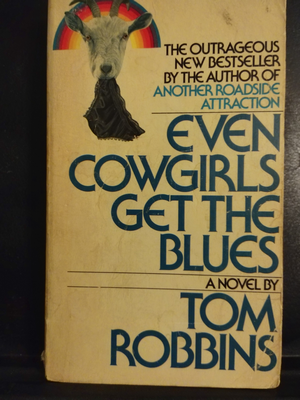 THE OUTRAGEOUS
NEW BESTSELLER
BY THE AUTHOR OF
ANOTHER ROADSIDE
ATTRACTION
EVEN
COWGIRLS
GET THE
BLUES
A NOVEL BY
TOM
ROBBINS